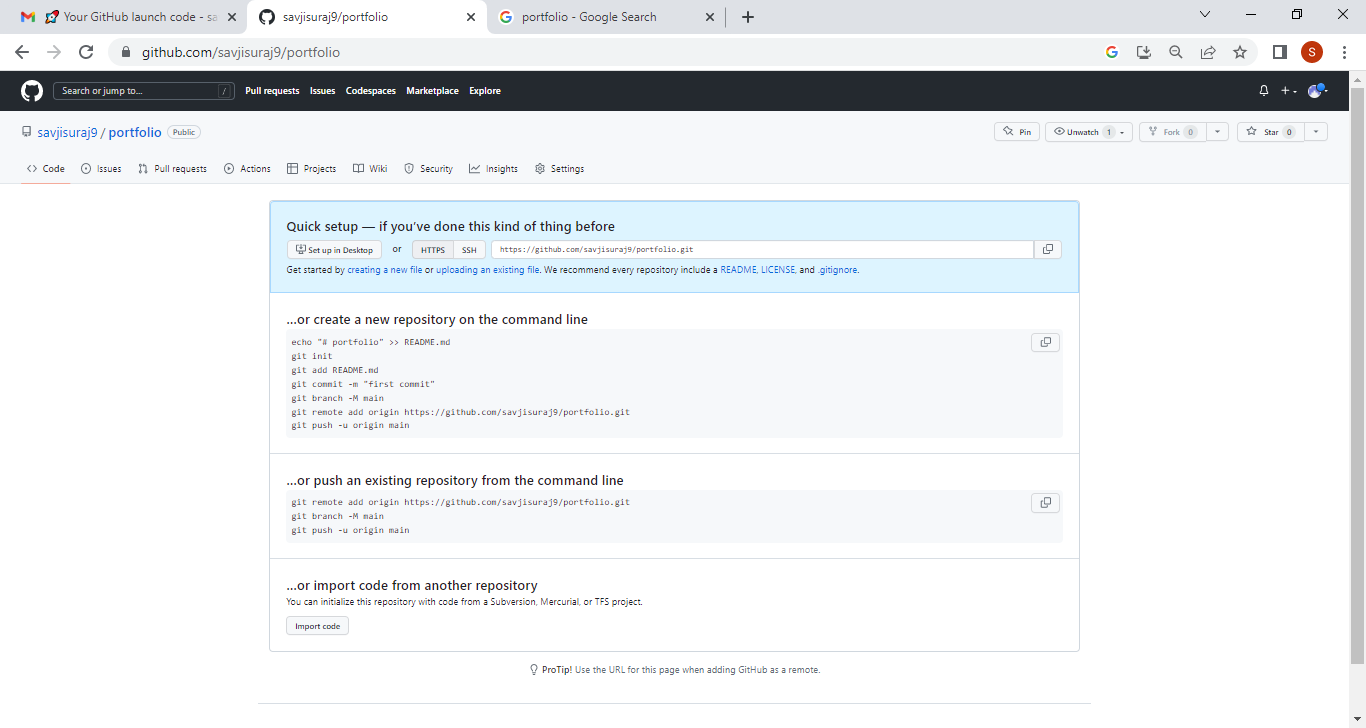 Your GitHub launch code - sa
savjisuraj9/portfolio
portfolio - Google Search
github.com/savjisuraj9/portfolio
S
Search or jump to... /
Pull requests Issues Codespaces Marketplace Explore
savjisuraj9 / portfolio Public
Pin Unwatch 1 Fork 0 Star 0
Code Issues Pull requests Actions Projects Wiki Security Insights Settings
Quick setup — if you've done this kind of thing before
Set up in Desktop or HTTPS SSH https://github.com/savjisuraj9/portfolio.git
Get started by creating a new file or uploading an existing file. We recommend every repository include a README, LICENSE, and .gitignore.
...or create a new repository on the command line
echo "# portfolio" >> README.md
git init
git add README.md
git commit -m "first commit"
git branch -M main
git remote add origin https://github.com/savjisuraj9/portfolio.git
git push -u origin main
...or push an existing repository from the command line
git remote add origin https://github.com/savjisuraj9/portfolio.git
git branch -M main
git push -u origin main
...or import code from another repository
You can initialize this repository with code from a Subversion, Mercurial, or TFS project.
Import code
ProTip! Use the URL for this page when adding GitHub as a remote.